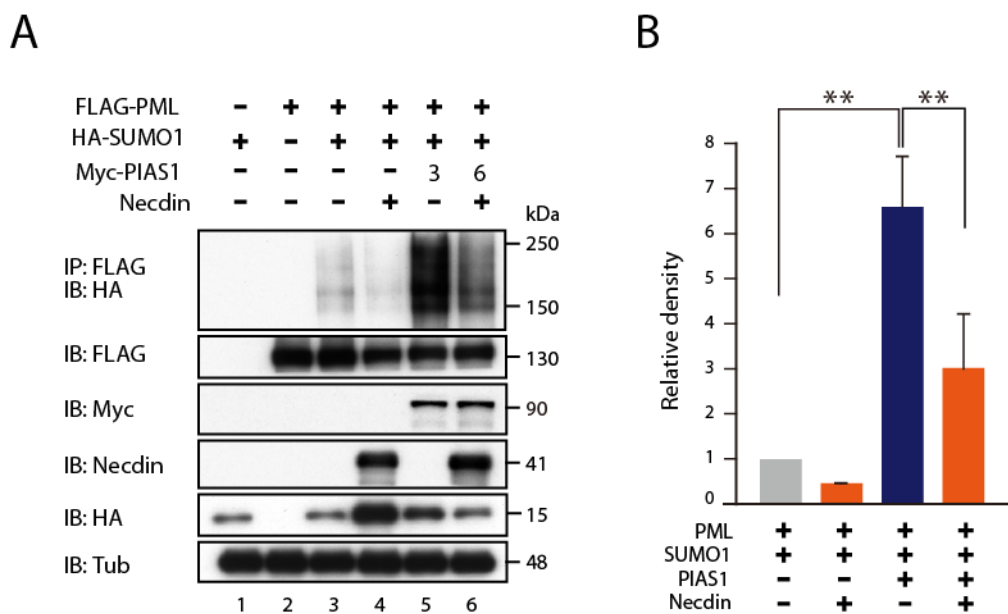 A
FLAG-PML - + + + + +
HA-SUMO1 + - + + + +
Myc-PIAS1 - - - - 3 6
Necdin - - - + - +
kDa
IP: FLAG
IB: HA
250
150
IB: FLAG 130
IB: Myc 90
IB: Necdin 41
IB: HA 15
IB: Tub 48
1 2 3 4 5 6
B
** **
Relative density
8
7
6
5
4
3
2
1
0
PML + + + +
SUMO1 + + + +
PIAS1 - - + +
Necdin - + - +